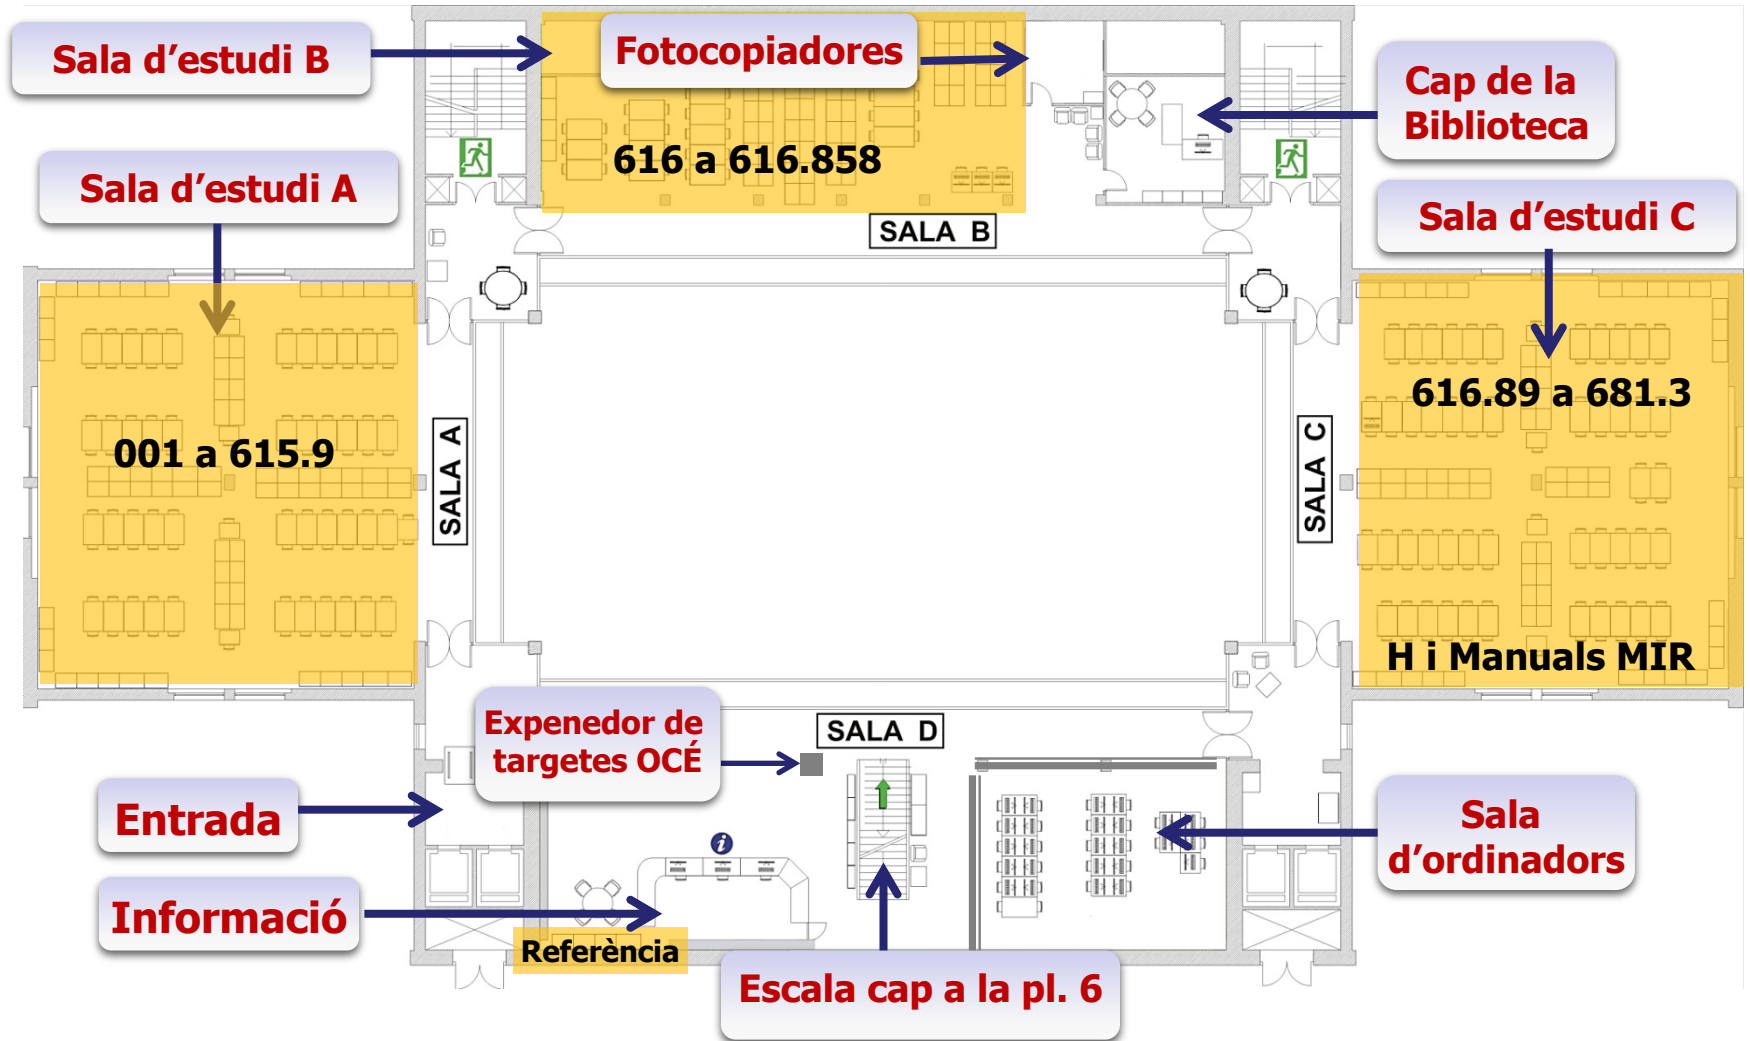 Sala d’estudi B
Fotocopiadores
Cap de la
Biblioteca
616 a 616.858
Sala d’estudi A
Sala d’estudi C
SALA B
616.89 a 681.3
001 a 615.9
SALA A
SALA C
H i Manuals MIR
Expenedor de
targetes OCÉ
SALA D
Entrada
Sala
d’ordinadors
i
Informació
Referència
Escala cap a la pl. 6